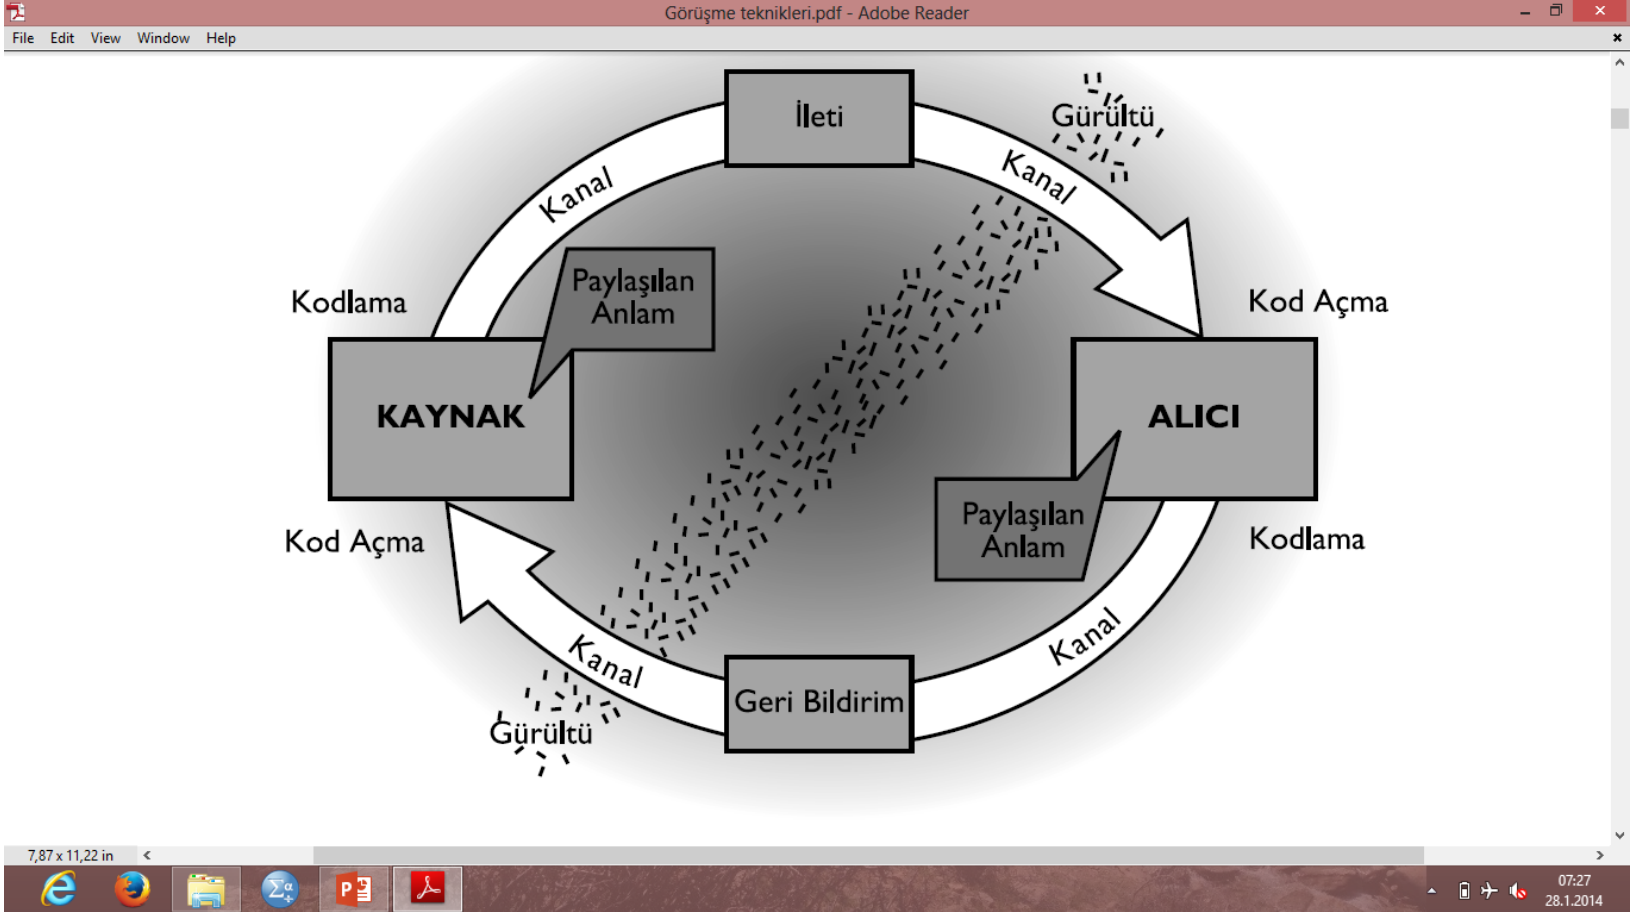 Görüşme teknikleri.pdf - Adobe Reader
File Edit View Window Help
İleti
Gürültü
Kanal
Kanal
Paylaşılan
Anlam
Kodlama
Kod Açma
KAYNAK
ALICI
Paylaşılan
Anlam
Kod Açma
Kodlama
Kanal
Kanal
Geri Bildirim
Gürültü
7,87 x 11,22 in
Σα
P
07:27
28.1.2014